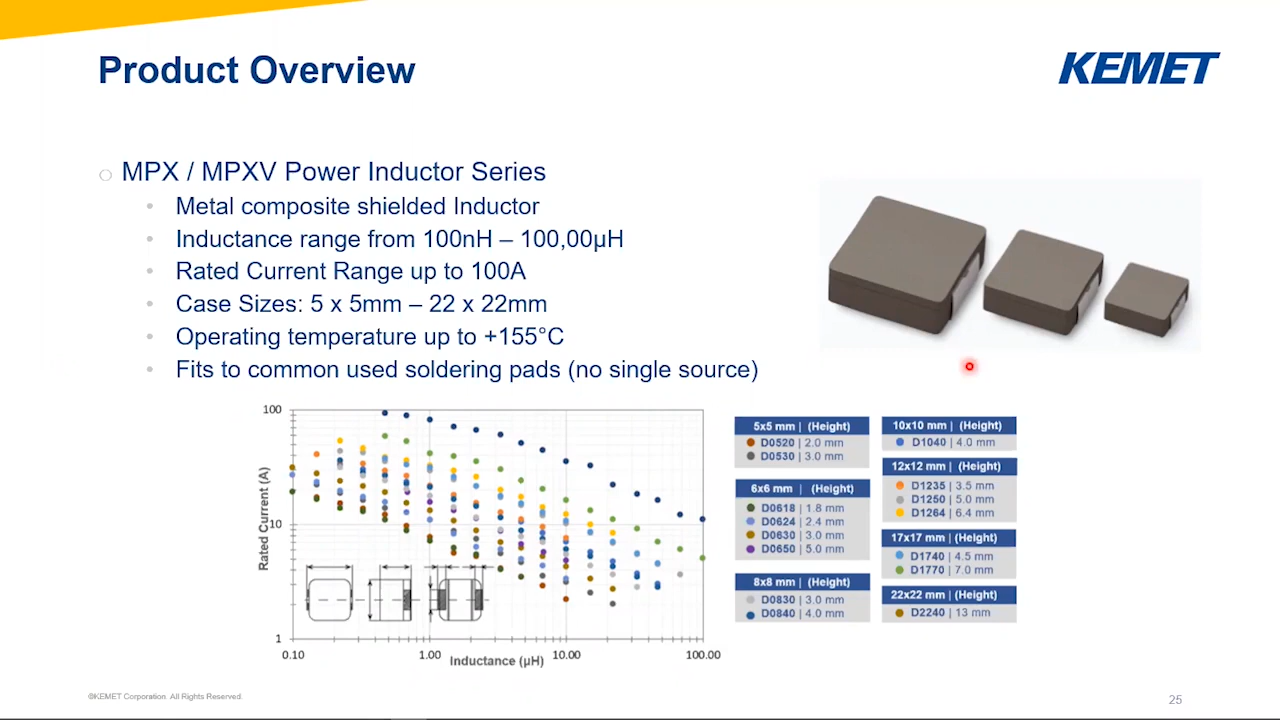 Product Overview
KEMET
MPX / MPXV Power Inductor Series
Metal composite shielded Inductor
Inductance range from 100nH – 100,00µH
Rated Current Range up to 100A
Case Sizes: 5 x 5mm – 22 x 22mm
Operating temperature up to +155°C
Fits to common used soldering pads (no single source)
100
10
1
Rated Current (A)
0.10
1.00
10.00
100.00
Inductance (µH)
5x5 mm | (Height)
D0520 | 2.0 mm
D0530 | 3.0 mm
6x6 mm | (Height)
D0618 | 1.8 mm
D0624 | 2.4 mm
D0630 | 3.0 mm
D0650 | 5.0 mm
8x8 mm | (Height)
D0830 | 3.0 mm
D0840 | 4.0 mm
10x10 mm | (Height)
D1040 | 4.0 mm
12x12 mm | (Height)
D1235 | 3.5 mm
D1250 | 5.0 mm
D1264 | 6.4 mm
17x17 mm | (Height)
D1740 | 4.5 mm
D1770 | 7.0 mm
22x22 mm | (Height)
D2240 | 13 mm
©KEMET Corporation. All Rights Reserved.
25